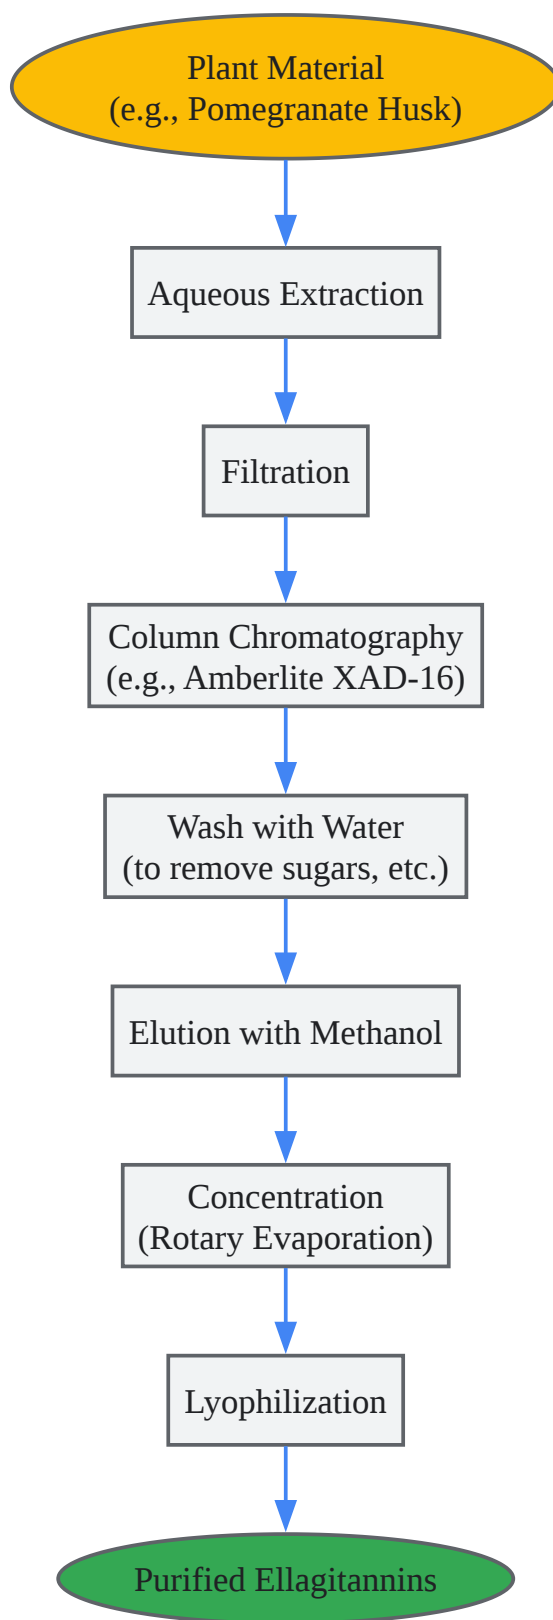 Plant Material
(e.g., Pomegranate Husk)
Aqueous Extraction
Filtration
Column Chromatography
(e.g., Amberlite XAD-16)
Wash with Water
(to remove sugars, etc.)
Elution with Methanol
Concentration
(Rotary Evaporation)
Lyophilization
Purified Ellagitannins